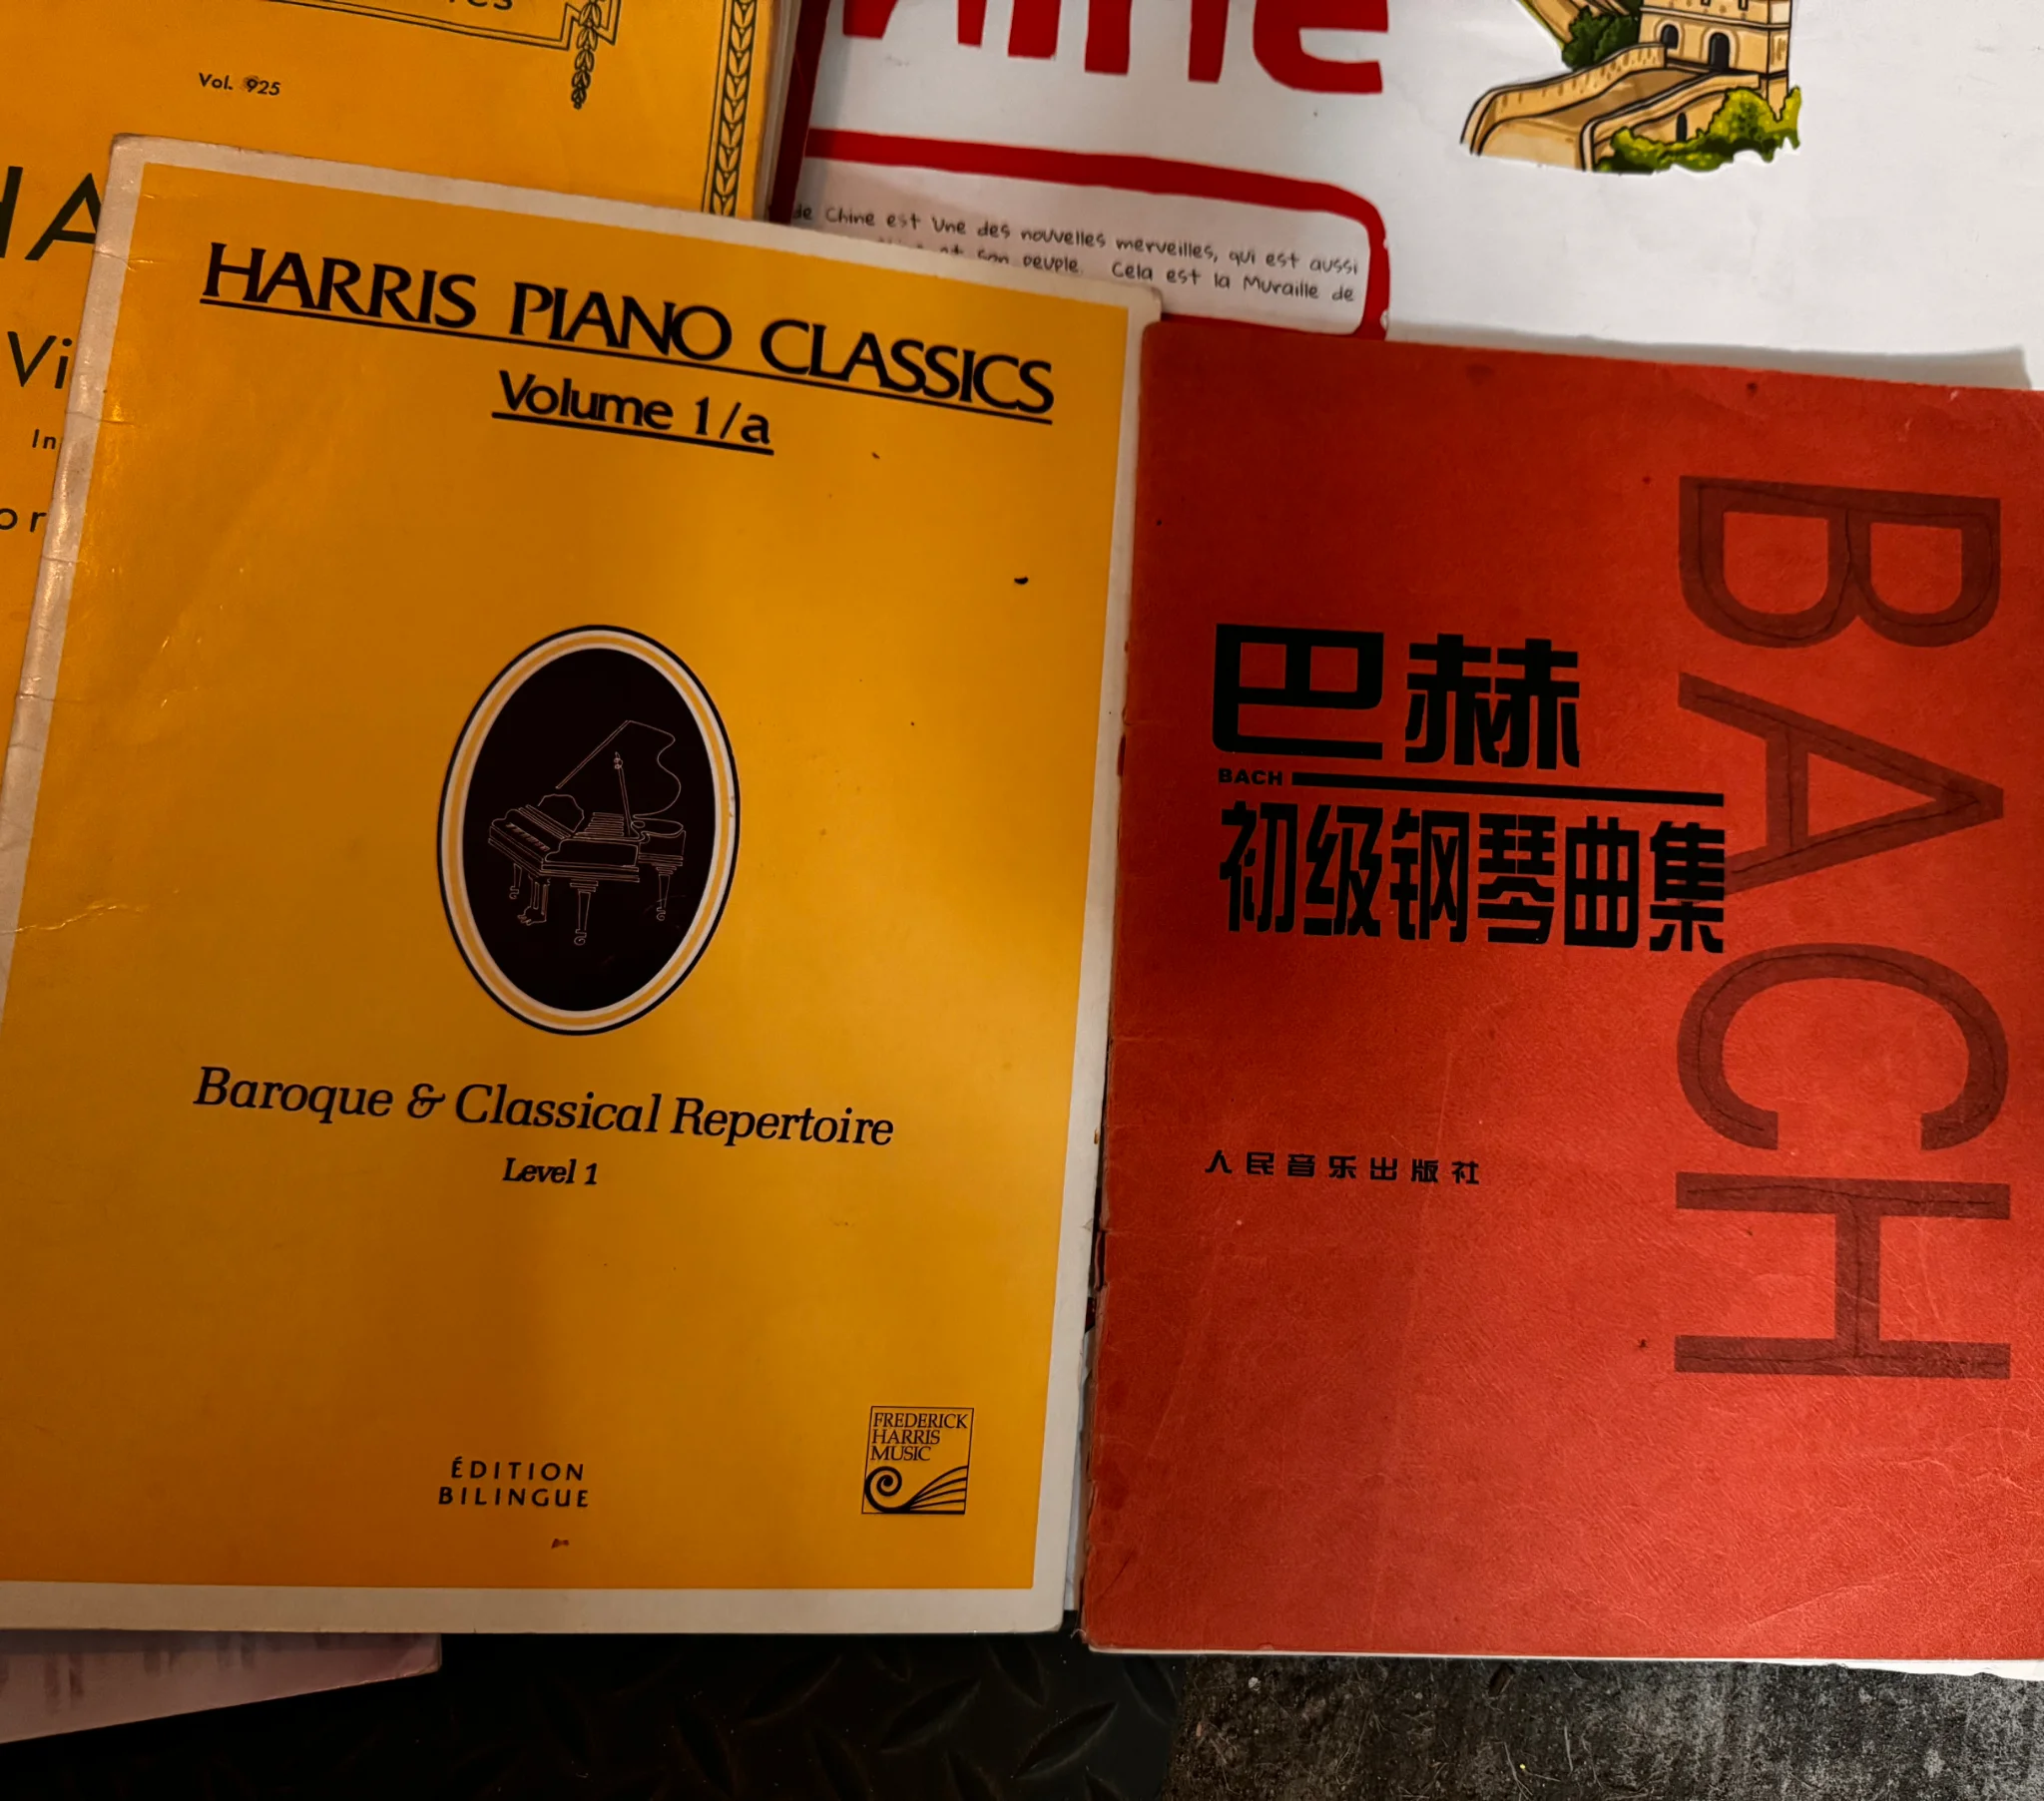 Vol. 925
HARRIS PIANO CLASSICS
Volume 1/a
Baroque & Classical Repertoire
Level 1
ÉDITION
BILINGUE
FREDERICK
HARRIS
MUSIC
de Chine est Une des nouvelles merveilles, qui est aussi
son peuple. Cela est la Muraille de
巴赫
BACH
初级钢琴曲集
人民音乐出版社
BACH